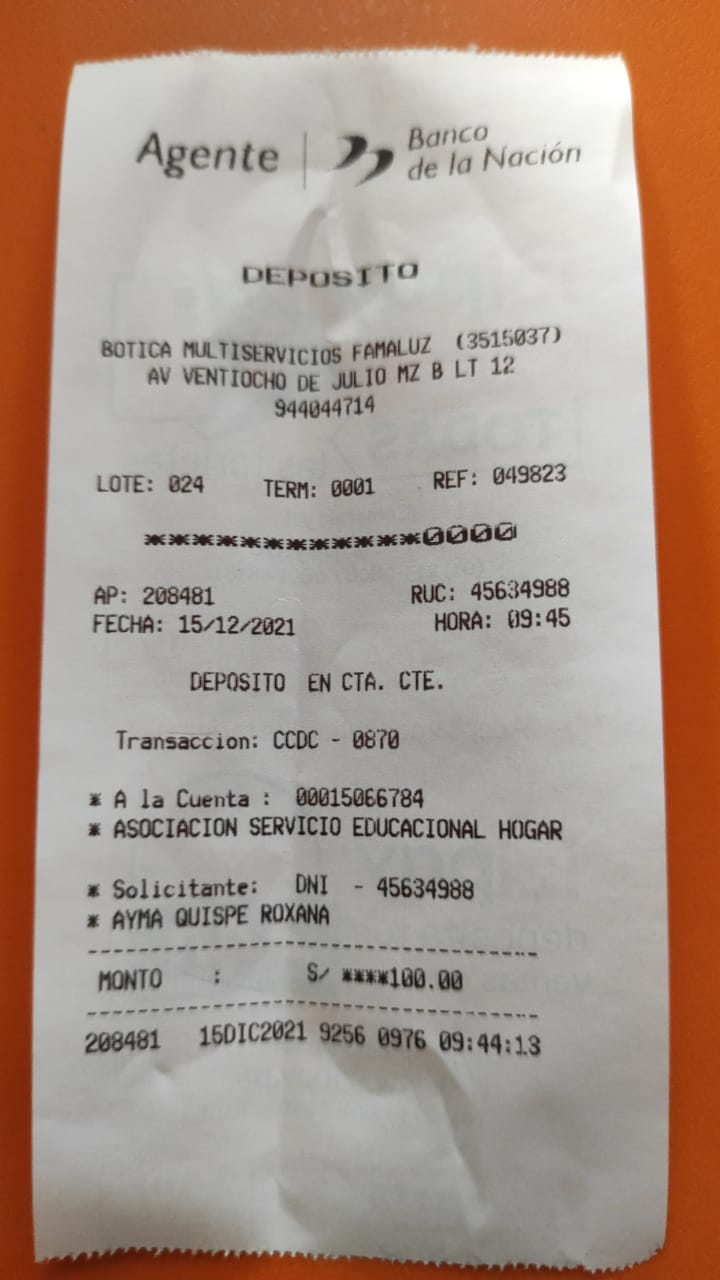 Agente | Banco
de la Nación
DEPOSITO
BOTICA MULTISERVICIOS FAMALUZ (3515037)
AV VENTIOCHO DE JULIO MZ B LT 12
944044714
LOTE: 024 TERM: 0001 REF: 049823
************0000
AP: 208481 RUC: 45634988
FECHA: 15/12/2021 HORA: 09:45
DEPOSITO EN CTA. CTE.
Transaccion: CCDC - 0870
* A la Cuenta : 00015066784
* ASOCIACION SERVICIO EDUCACIONAL HOGAR
* Solicitante: DNI - 45634988
* AYMA QUISPE ROXANA
MONTO : S/ ****100.00
208481 15DIC2021 9256 0976 09:44:13